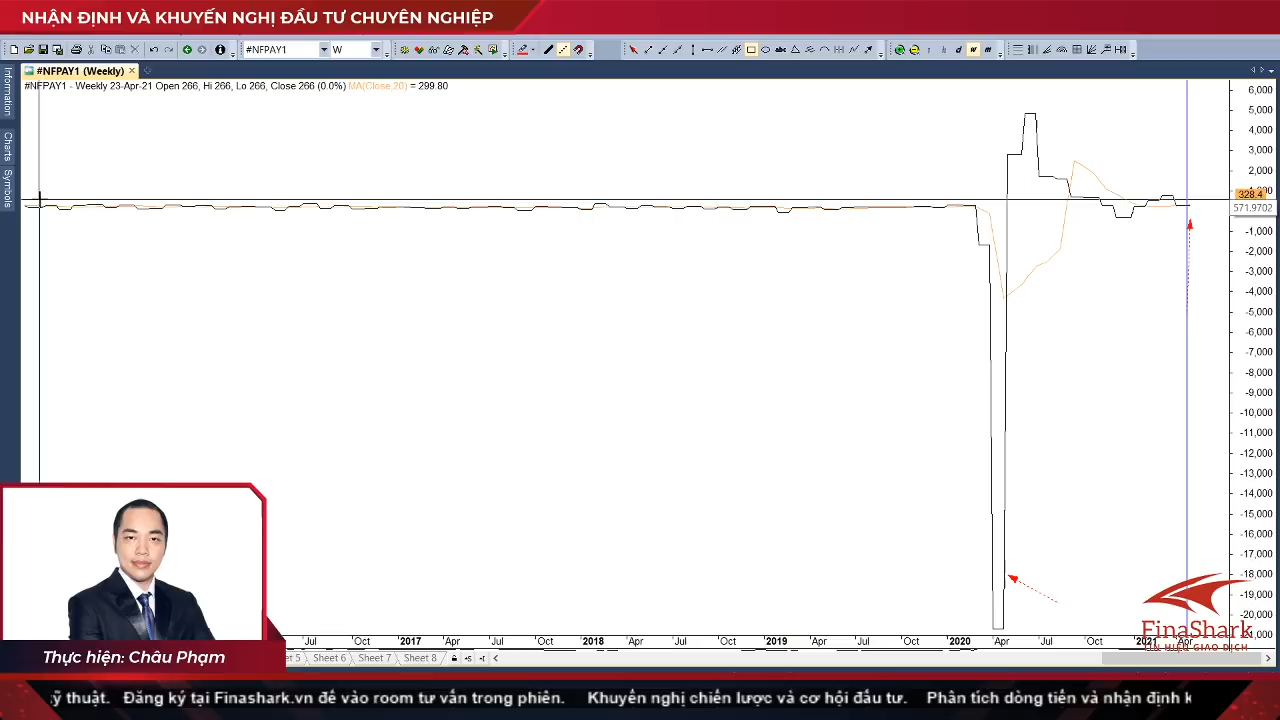 NHẬN ĐỊNH VÀ KHUYẾN NGHỊ ĐẦU TƯ CHUYÊN NGHIỆP
#NFPAY1
W
#NFPAY1 (Weekly)
#NFPAY1 - Weekly 23-Apr-21 Open 266, Hi 266, Lo 266, Close 266 (0.0%) MA(Close,20) = 299.80
Information
Charts
Symbols
6,000
5,000
4,000
3,000
2,000
328.4
571.9702
-1,000
-2,000
-3,000
-4,000
-5,000
-6,000
-7,000
-8,000
-9,000
-10,000
-11,000
-12,000
-13,000
-14,000
-15,000
-16,000
-17,000
-18,000
-19,000
-20,000
Jul Oct 2017 Apr Jul Oct 2018 Apr Jul Oct 2019 Apr Jul Oct 2020 Apr Jul Oct 2021 Apr
FinaShark
TÍN HIỆU GIAO DỊCH
Thực hiện: Châu Phạm
Sheet 6 Sheet 7 Sheet 8
thuật. Đăng ký tại Finashark.vn để vào room tư vấn trong phiên. Khuyến nghị chiến lược và cơ hội đầu tư. Phân tích dòng tiền và nhận định